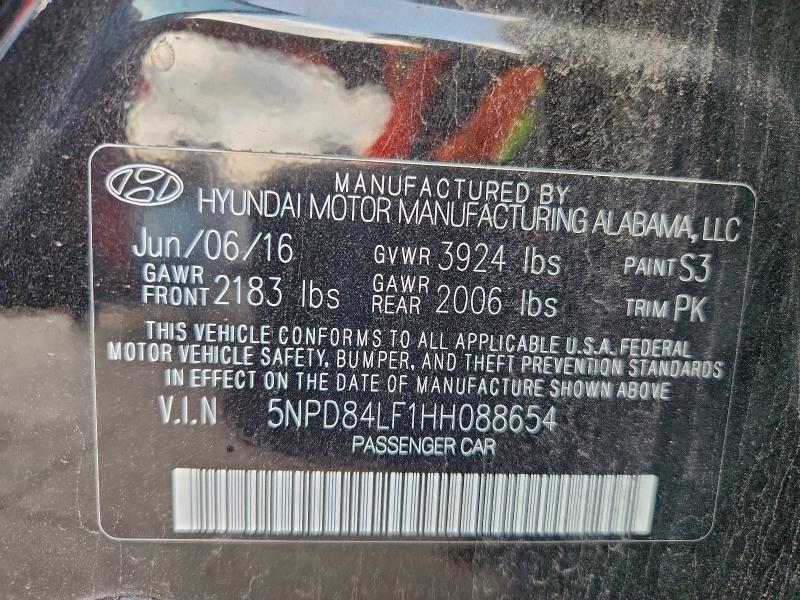 MANUFACTURED BY
HYUNDAI MOTOR MANUFACTURING ALABAMA, LLC
Jun/06/16 GVWR 3924 lbs PAINT S3
GAWR FRONT 2183 lbs GAWR REAR 2006 lbs TRIM PK
THIS VEHICLE CONFORMS TO ALL APPLICABLE U.S.A. FEDERAL
MOTOR VEHICLE SAFETY, BUMPER, AND THEFT PREVENTION STANDARDS
IN EFFECT ON THE DATE OF MANUFACTURE SHOWN ABOVE
V.I.N 5NPD84LF1HH088654
PASSENGER CAR